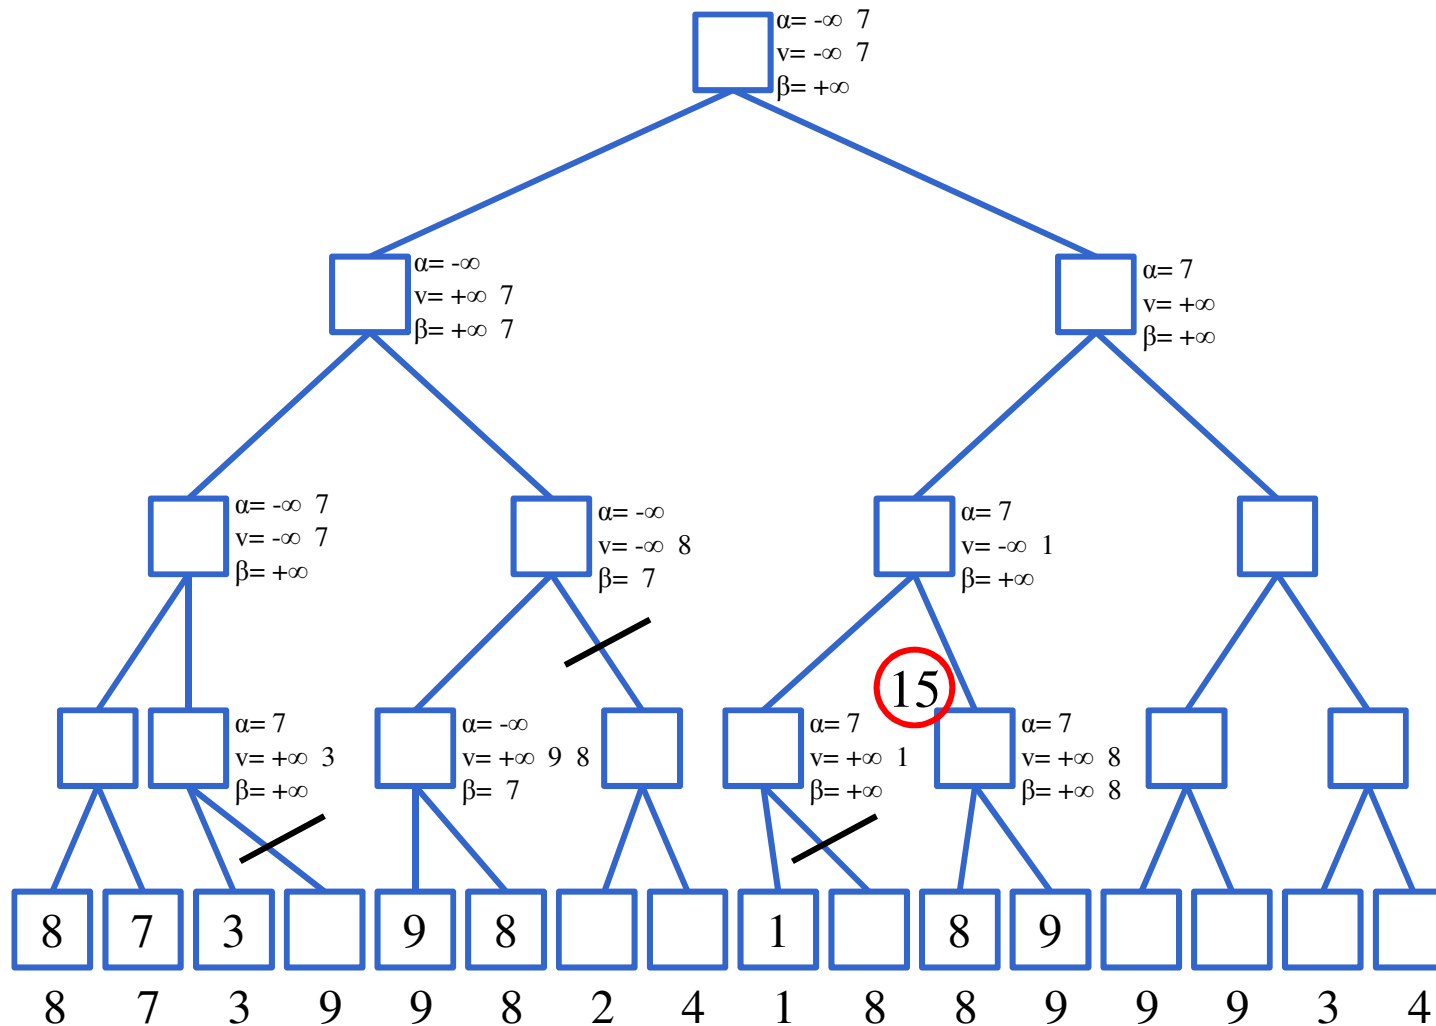 α= -∞ 7
v= -∞ 7
β= +∞
α= -∞
v= +∞ 7
β= +∞ 7
α= 7
v= +∞
β= +∞
α= -∞ 7
v= -∞ 7
β= +∞
α= -∞
v= -∞ 8
β= 7
α= 7
v= -∞ 1
β= +∞
15
α= 7
v= +∞ 3
β= +∞
α= -∞
v= +∞ 9 8
β= 7
α= 7
v= +∞ 1
β= +∞
α= 7
v= +∞ 8
β= +∞ 8
8 7 3 9 8 1 8 9
8 7 3 9 9 8 2 4 1 8 8 9 9 9 3 4